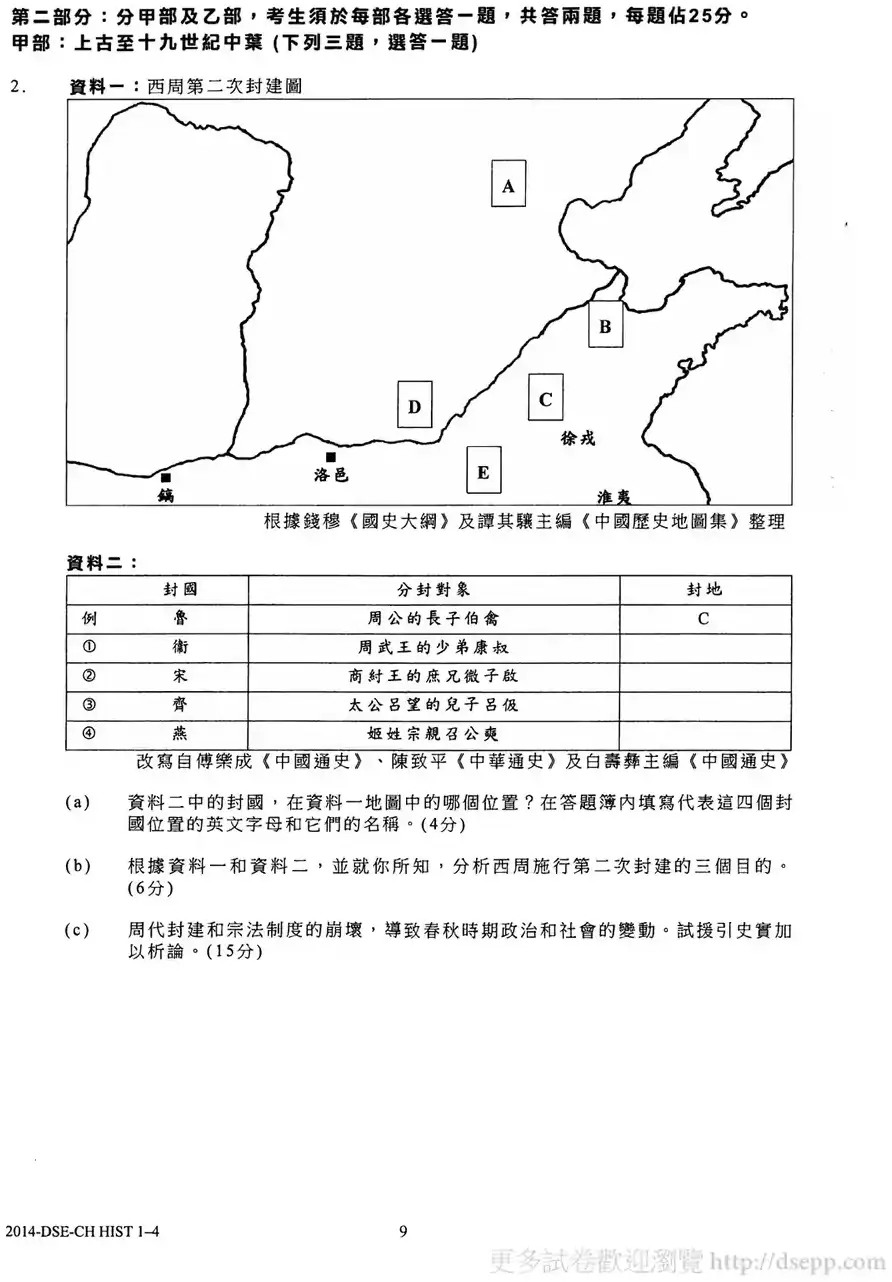 第二部分：分甲部及乙部，考生須於每部各選答一題，共答兩題，每題佔25分。
甲部：上古至十九世紀中葉 (下列三題，選答一題)
2. 資料一：西周第二次封建圖
A
B
C
D
E
徐戎
洛邑
鎬
淮夷
根據錢穆《國史大綱》及譚其驤主編《中國歷史地圖集》整理
資料二：
封國 分封對象 封地
例 魯 周公的長子伯禽 C
① 衞 周武王的少弟康叔
② 宋 商紂王的庶兄微子啟
③ 齊 太公呂望的兒子呂伋
④ 燕 姬姓宗親召公奭
改寫自傅樂成《中國通史》、陳致平《中華通史》及白壽彝主編《中國通史》
(a) 資料二中的封國，在資料一地圖中的哪個位置？在答題簿內填寫代表這四個封
國位置的英文字母和它們的名稱。(4分)
(b) 根據資料一和資料二，並就你所知，分析西周施行第二次封建的三個目的。
(6分)
(c) 周代封建和宗法制度的崩壞，導致春秋時期政治和社會的變動。試援引史實加
以析論。(15分)
2014-DSE-CH HIST 1–4 9
更多試卷歡迎瀏覽 http://dsepp.com/